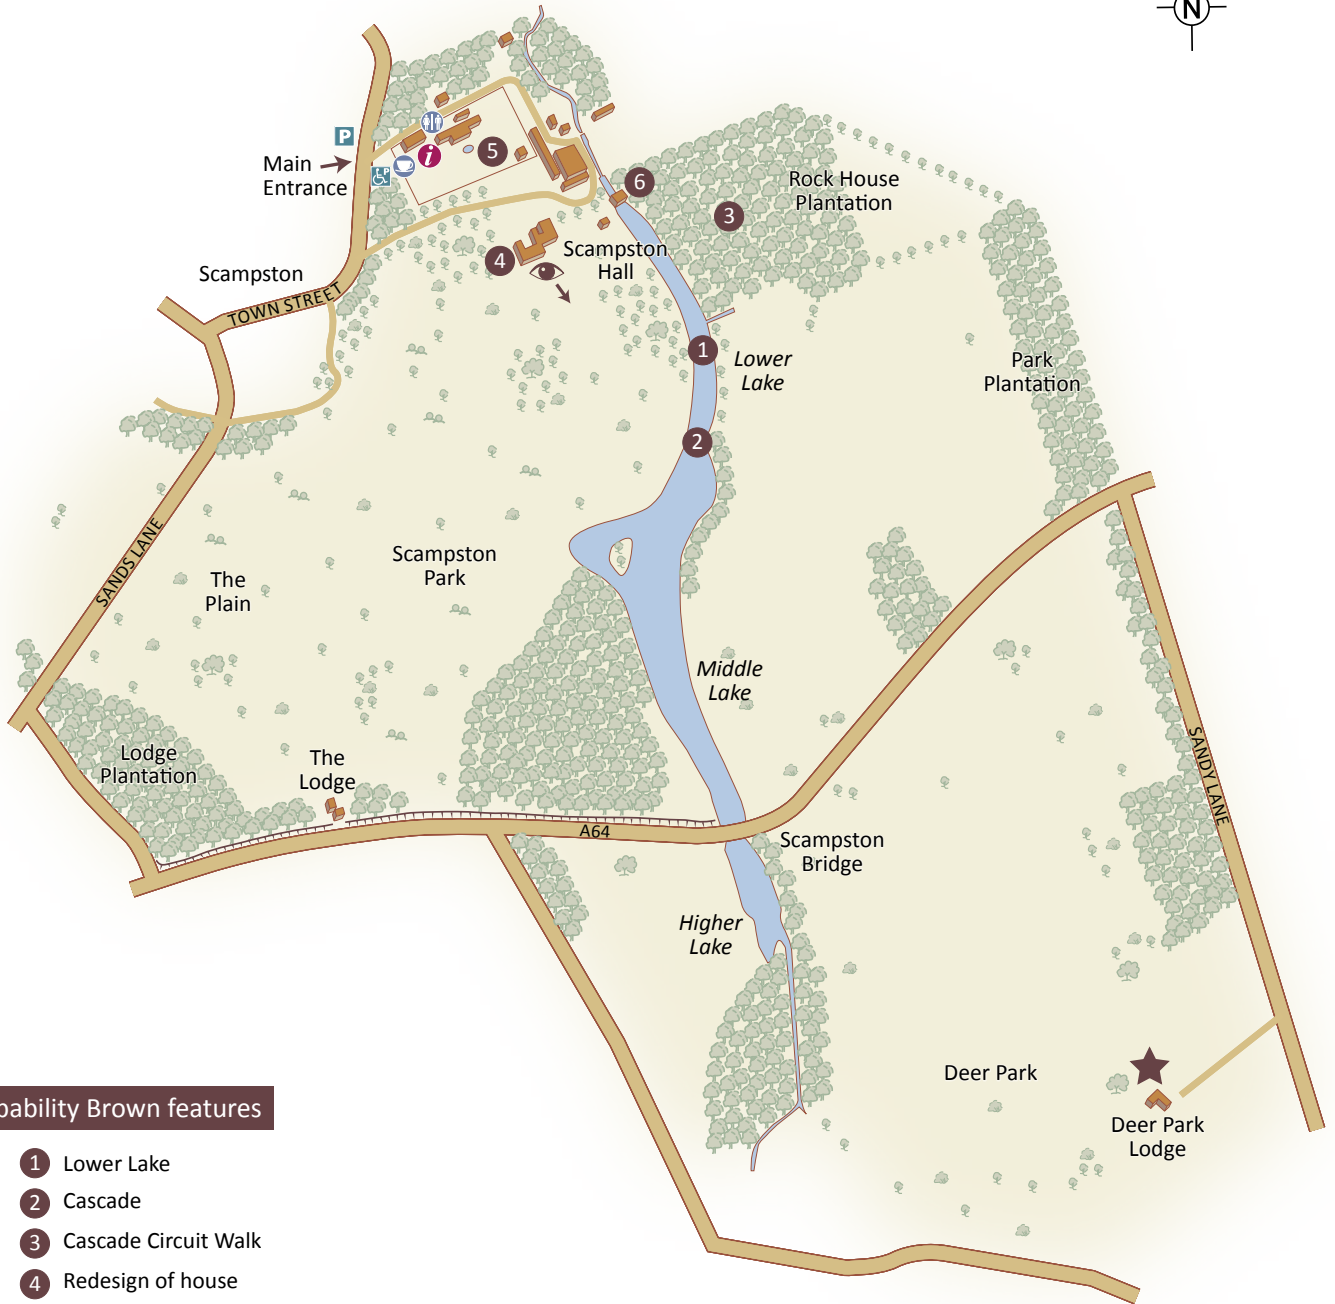 N
P
Main
Entrance
P
i
5
6
3
Rock House
Plantation
4
Scampston
Hall
Scampston
TOWN STREET
1
Lower
Lake
Park
Plantation
2
SANDS LANE
The
Plain
Scampston
Park
Middle
Lake
Lodge
Plantation
The
Lodge
A64
Scampston
Bridge
SANDY LANE
Higher
Lake
Deer Park
Deer Park
Lodge
pability Brown features
1 Lower Lake
2 Cascade
3 Cascade Circuit Walk
4 Redesign of house